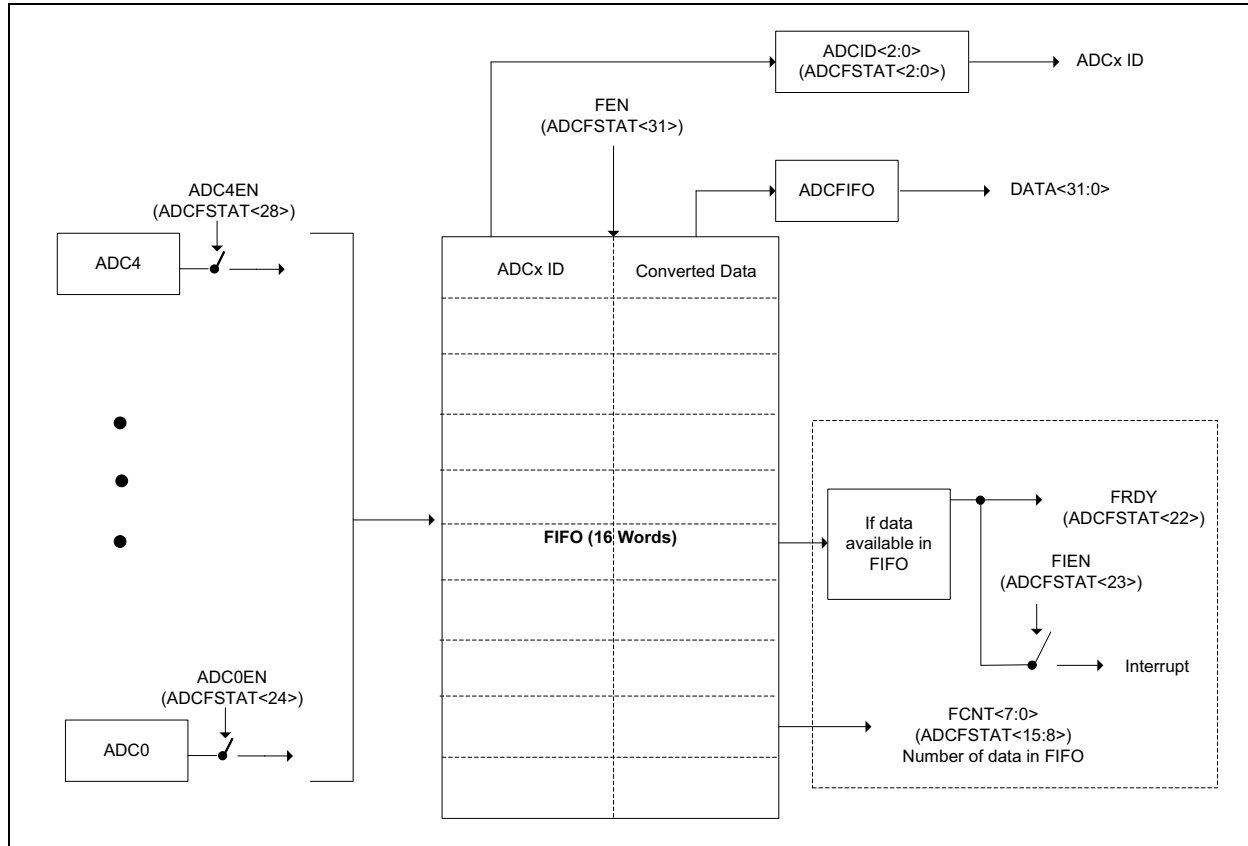 ADCID<2:0>
(ADCFSTAT<2:0>)
ADCx ID
FEN
(ADCFSTAT<31>)
ADCFIFO
DATA<31:0>
ADC4EN
(ADCFSTAT<28>)
ADC4
ADCx ID
Converted Data
FIFO (16 Words)
If data
available in
FIFO
FRDY
(ADCFSTAT<22>)
FIEN
(ADCFSTAT<23>)
Interrupt
ADC0EN
(ADCFSTAT<24>)
ADC0
FCNT<7:0>
(ADCFSTAT<15:8>)
Number of data in FIFO